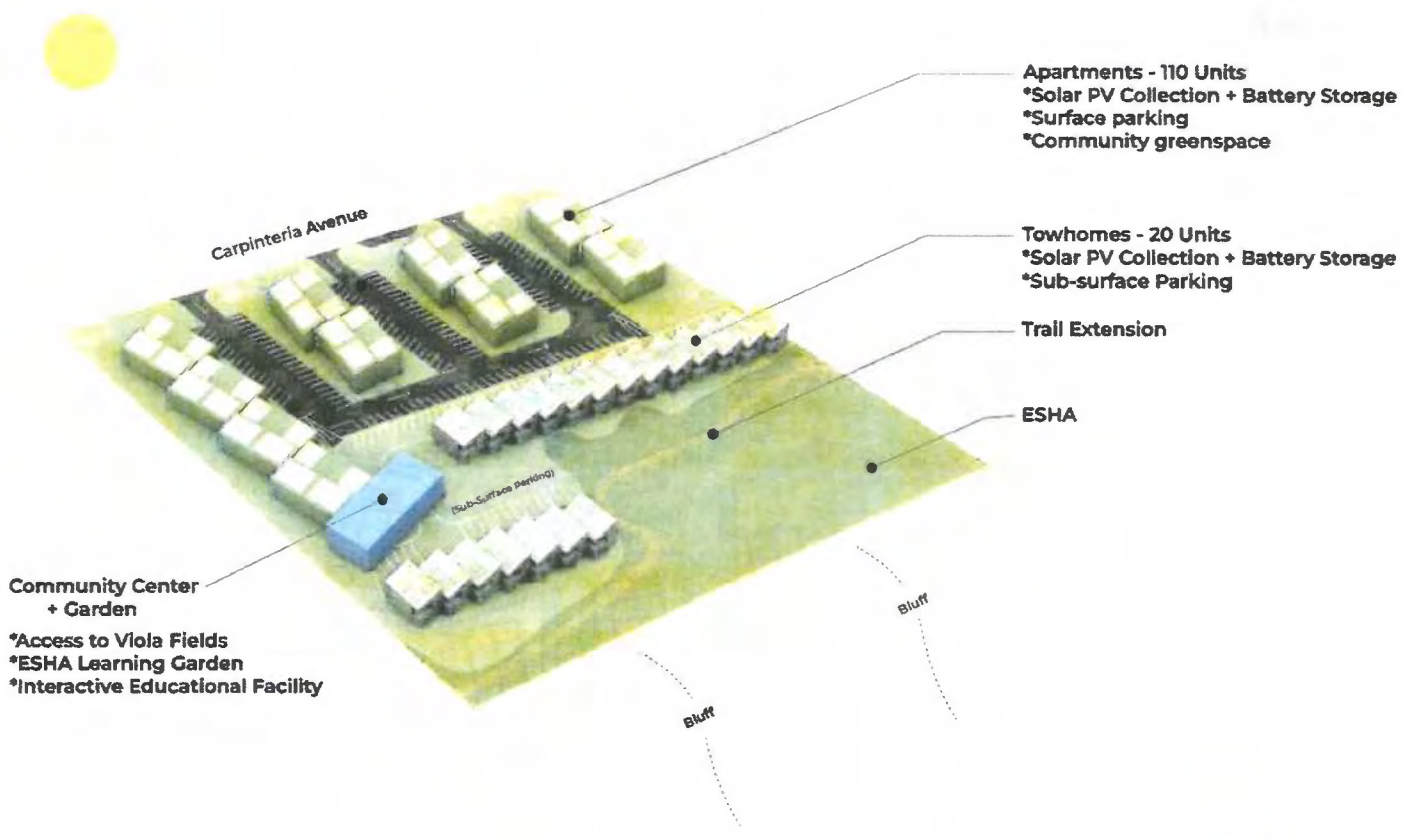 Apartments - 110 Units
*Solar PV Collection + Battery Storage
*Surface parking
*Community greenspace
Carpinteria Avenue
Towhomes - 20 Units
*Solar PV Collection + Battery Storage
*Sub-surface Parking
Trail Extension
ESHA
(Sub-Surface Parking)
Community Center
+ Garden
*Access to Viola Fields
*ESHA Learning Garden
*Interactive Educational Facility
Bluff
Bluff